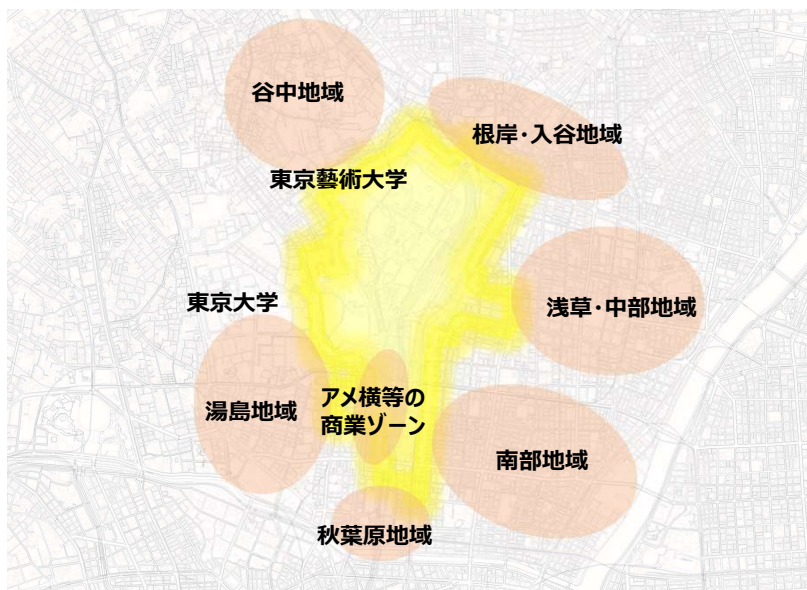 谷中地域
根岸・入谷地域
東京藝術大学
東京大学
浅草・中部地域
湯島地域
アメ横等の
商業ゾーン
南部地域
秋葉原地域